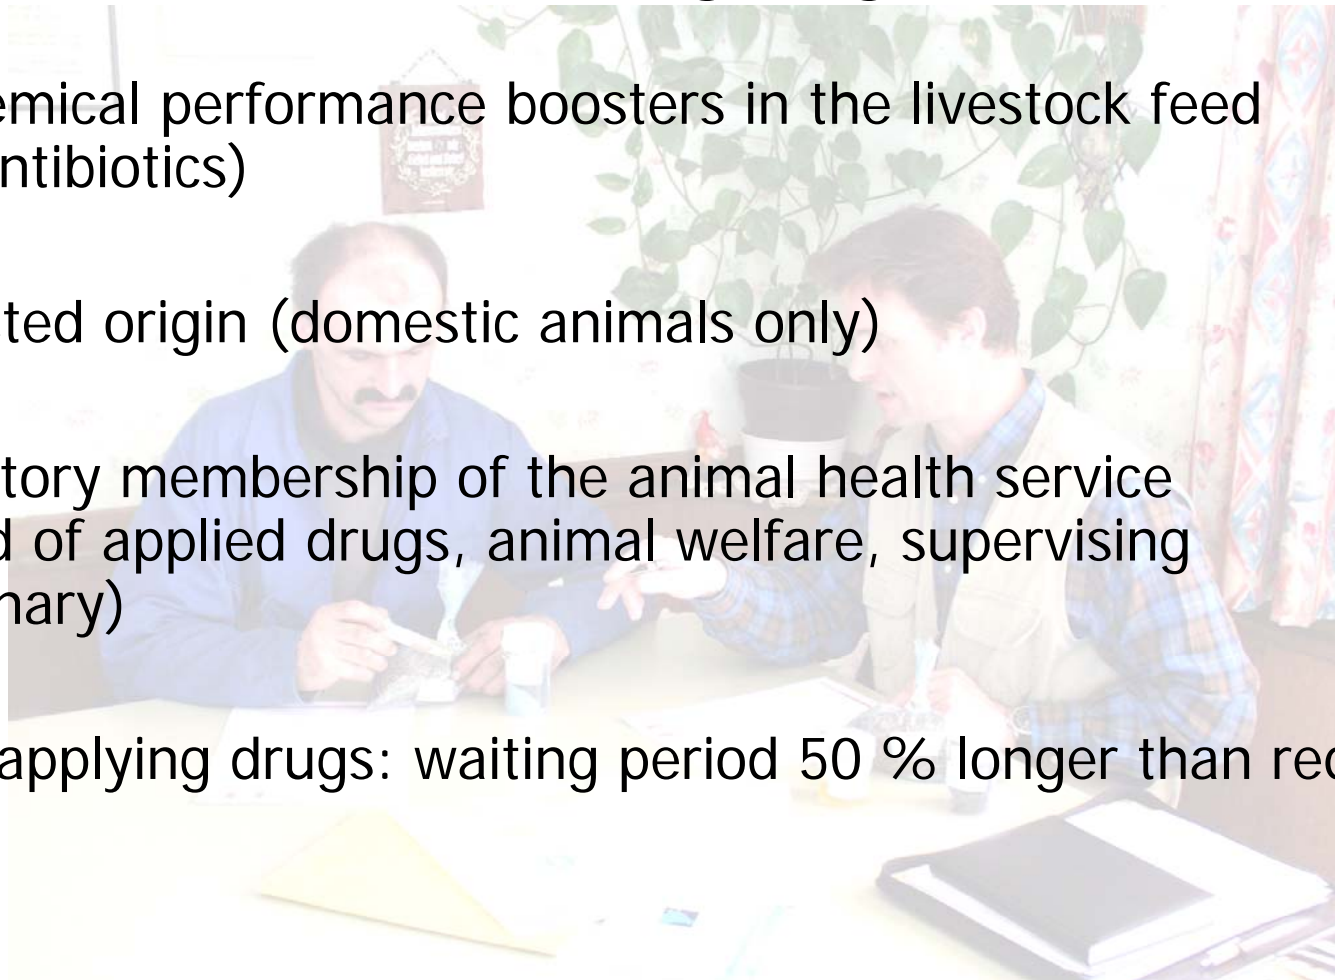 emical performance boosters in the livestock feed
ntibiotics)
ted origin (domestic animals only)
tory membership of the animal health service
d of applied drugs, animal welfare, supervising
nary)
applying drugs: waiting period 50 % longer than rec